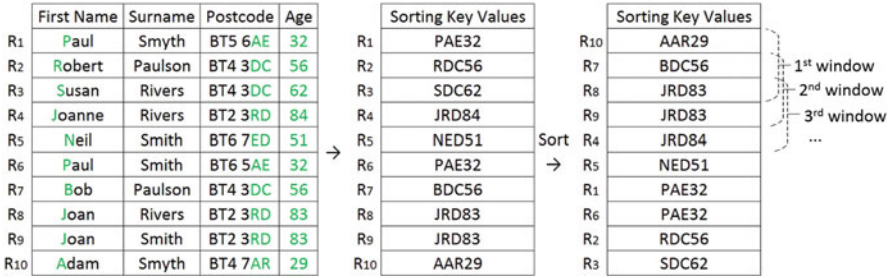 First Name Surname Postcode Age Sorting Key Values Sorting Key Values
R1 Paul Smyth BT5 6AE 32 R1 PAE32 R10 AAR29
R2 Robert Paulson BT4 3DC 56 R2 RDC56 R7 BDC56 1st window
R3 Susan Rivers BT4 3DC 62 R3 SDC62 R8 JRD83 2nd window
R4 Joanne Rivers BT2 3RD 84 R4 JRD84 R9 JRD83 3rd window
R5 Neil Smith BT6 7ED 51 → R5 NED51 Sort → R4 JRD84 ...
R6 Paul Smith BT6 5AE 32 R6 PAE32 R5 NED51
R7 Bob Paulson BT4 3DC 56 R7 BDC56 R1 PAE32
R8 Joan Rivers BT2 3RD 83 R8 JRD83 R6 PAE32
R9 Joan Smith BT2 3RD 83 R9 JRD83 R2 RDC56
R10 Adam Smyth BT4 7AR 29 R10 AAR29 R3 SDC62